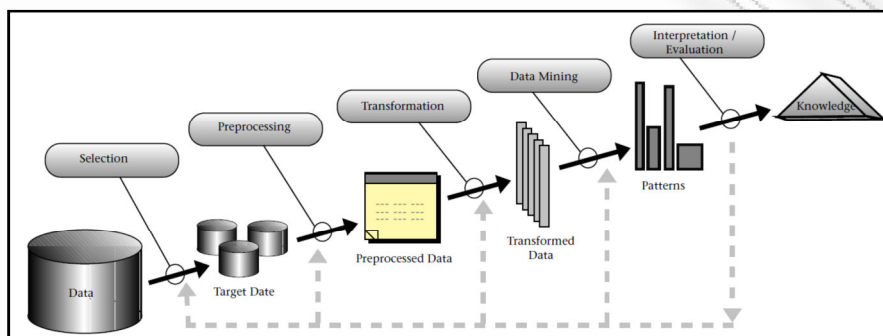 Interpretation /
Evaluation
Data Mining
Transformation
Preprocessing
Selection
Knowledge
Patterns
Transformed
Data
Preprocessed Data
Target Date
Data